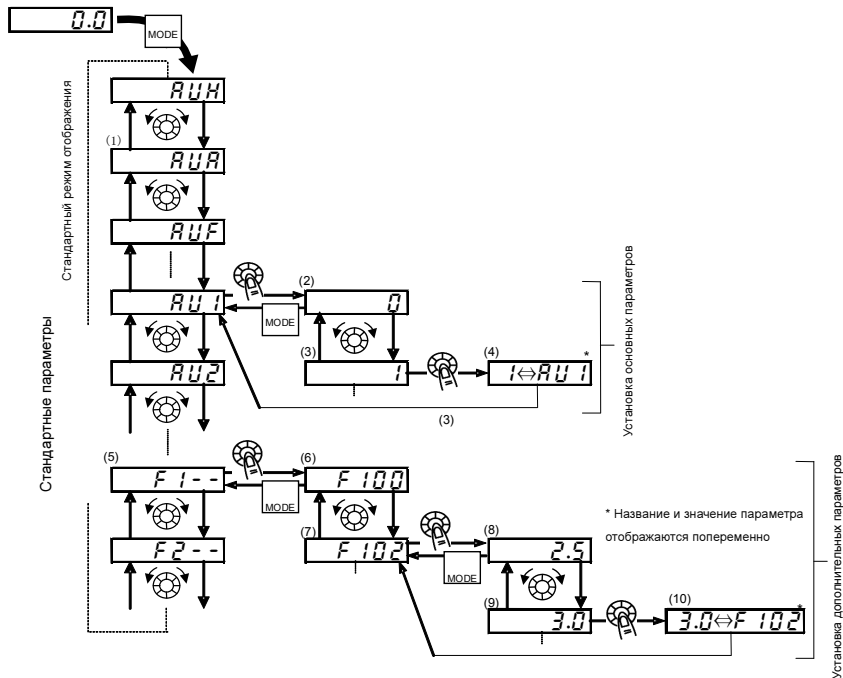 0.0
MODE
AUH
(1)
AUA
AUF
(2)
AU1
0
MODE
(3)
(4)
*
AU2
1
1⇔AU1
(3)
(5)
(6)
F1--
F100
MODE
* Название и значение параметра
отображаются попеременно
(7)
(8)
F2--
F102
2.5
MODE
(9)
(10)
*
3.0
3.0⇔F102
Стандартный режим отображения
Стандартные параметры
Установка основных параметров
Установка дополнительных параметров